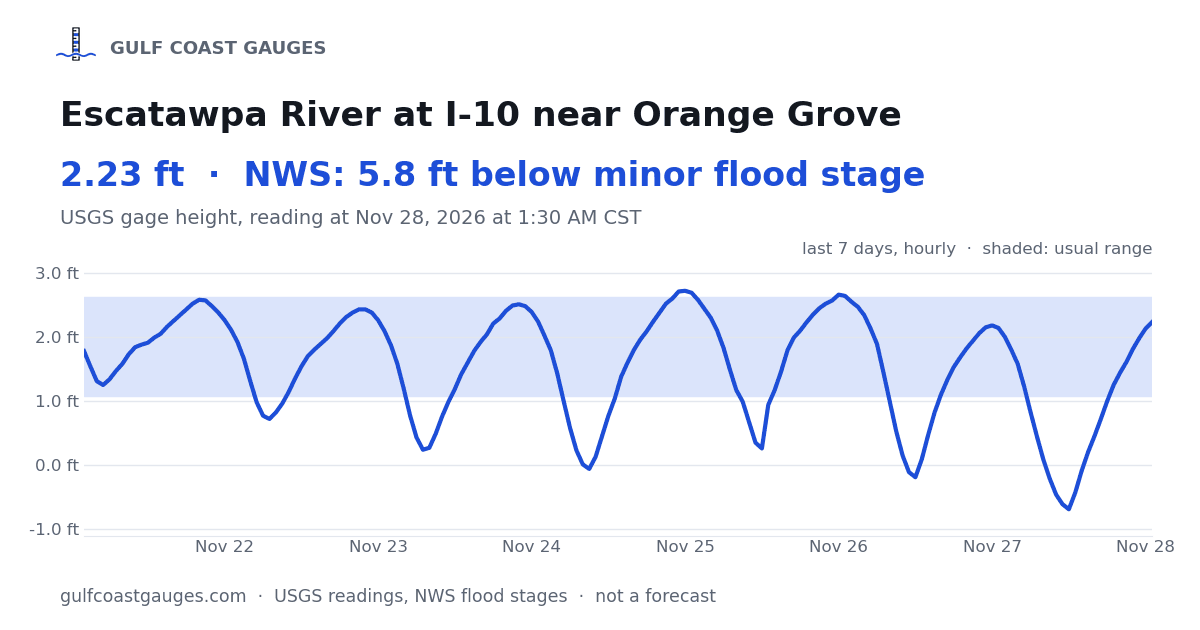 GULF COAST GAUGES
Escatawpa River at I-10 near Orange Grove
2.23 ft · NWS: 5.8 ft below minor flood stage
USGS gage height, reading at Nov 28, 2026 at 1:30 AM CST
last 7 days, hourly · shaded: usual range
3.0 ft
2.0 ft
1.0 ft
0.0 ft
-1.0 ft
Nov 22 Nov 23 Nov 24 Nov 25 Nov 26 Nov 27 Nov 28
gulfcoastgauges.com · USGS readings, NWS flood stages · not a forecast